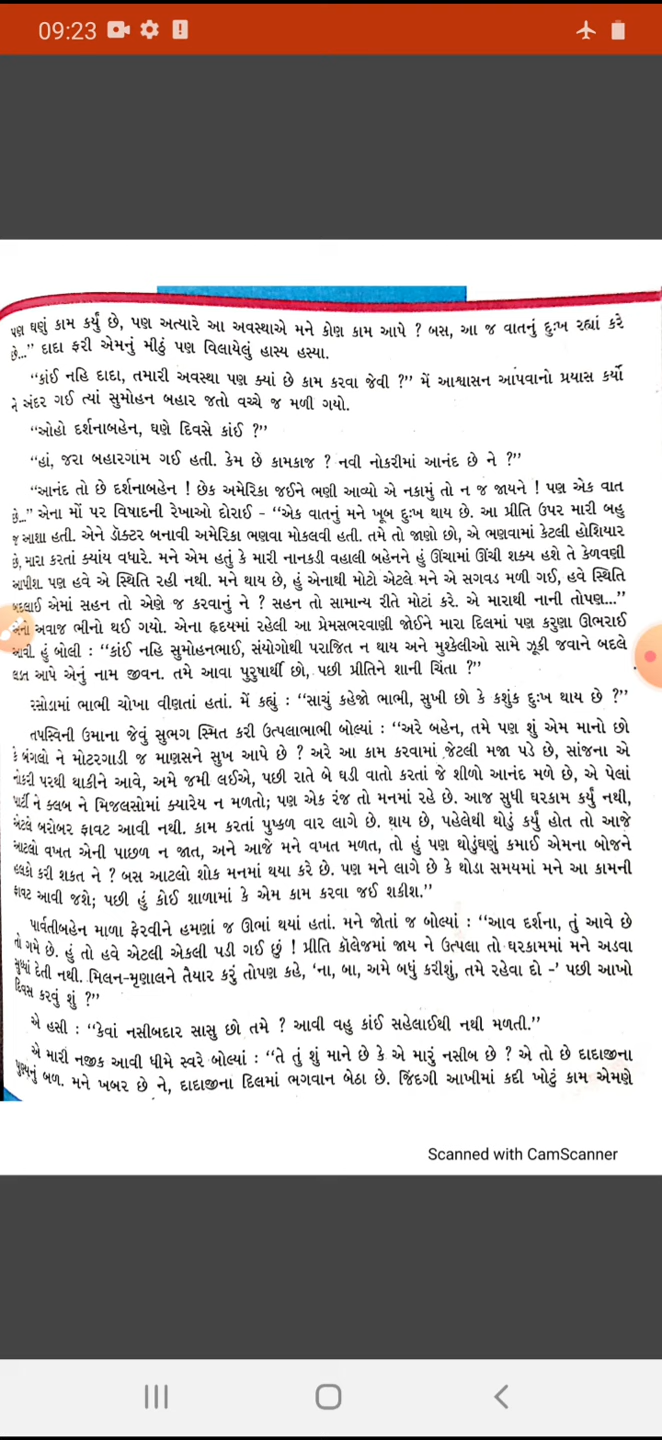 09:23
પણ ઘણું કામ કર્યું છે, પણ અત્યારે આ અવસ્થાએ મને કોણ કામ આપે ? બસ, આ જ વાતનું દુઃખ રહ્યાં કરે
છે...” દાદા ફરી એમનું મીઠું પણ વિલાયેલું હાસ્ય હસ્યા.
“કાંઈ નહિ દાદા, તમારી અવસ્થા પણ ક્યાં છે કામ કરવા જેવી ?” મેં આશ્વાસન આપવાનો પ્રયાસ કર્યો
ને અંદર ગઈ ત્યાં સુમોહન બહાર જતો વચ્ચે જ મળી ગયો.
“ઓહો દર્શનાબહેન, ઘણે દિવસે કાંઈ ?”
“હાં, જરા બહારગામ ગઈ હતી. કેમ છે કામકાજ ? નવી નોકરીમાં આનંદ છે ને ?”
“આનંદ તો છે દર્શનાબહેન ! છેક અમેરિકા જઈને ભણી આવ્યો એ નકામું તો ન જ જાયને ! પણ એક વાત
છે...” એના મોં પર વિષાદની રેખાઓ દોરાઈ – “એક વાતનું મને ખૂબ દુઃખ થાય છે. આ પ્રીતિ ઉપર મારી બહુ
જ આશા હતી. એને ડૉક્ટર બનાવી અમેરિકા ભણવા મોકલવી હતી. તમે તો જાણો છો, એ ભણવામાં કેટલી હોશિયાર
છે, મારા કરતાં ક્યાંય વધારે. મને એમ હતું કે મારી નાનકડી વહાલી બહેનને હું ઊંચામાં ઊંચી શક્ય હશે તે કેળવણી
આપીશ. પણ હવે એ સ્થિતિ રહી નથી. મને થાય છે, હું એનાથી મોટો એટલે મને એ સગવડ મળી ગઈ, હવે સ્થિતિ
બદલાઈ એમાં સહન તો એણે જ કરવાનું ને ? સહન તો સામાન્ય રીતે મોટાં કરે. એ મારાથી નાની તોપણ...”
એનો અવાજ ભીનો થઈ ગયો. એના હૃદયમાં રહેલી આ પ્રેમસભરવાણી જોઈને મારા દિલમાં પણ કરુણા ઊભરાઈ
આવી. હું બોલી : “કાંઈ નહિ સુમોહનભાઈ, સંયોગોથી પરાજિત ન થાય અને મુશ્કેલીઓ સામે ઝૂકી જવાને બદલે
લડત આપે એનું નામ જીવન. તમે આવા પુરુષાર્થી છો, પછી પ્રીતિને શાની ચિંતા ?”
રસોડામાં ભાભી ચોખા વીણતાં હતાં. મેં કહ્યું : “સાચું કહેજો ભાભી, સુખી છો કે કશુંક દુઃખ થાય છે ?”
તપસ્વિની ઉમાના જેવું સુભગ સ્મિત કરી ઉત્પલાભાભી બોલ્યાં : “અરે બહેન, તમે પણ શું એમ માનો છો
કે બંગલો ને મોટરગાડી જ માણસને સુખ આપે છે ? અરે આ કામ કરવામાં જેટલી મજા પડે છે, સાંજના એ
નોકરી પરથી થાકીને આવે, અમે જમી લઈએ, પછી રાતે બે ઘડી વાતો કરતાં જે શીળો આનંદ મળે છે, એ પેલાં
પાર્ટી ને ક્લબ ને મિજલસોમાં ક્યારેય ન મળતો; પણ એક રંજ તો મનમાં રહે છે. આજ સુધી ઘરકામ કર્યું નથી,
એટલે બરોબર ફાવટ આવી નથી. કામ કરતાં પુષ્કળ વાર લાગે છે. થાય છે, પહેલેથી થોડું કર્યું હોત તો આજે
આટલો વખત એની પાછળ ન જાત, અને આજે મને વખત મળત, તો હું પણ થોડુંઘણું કમાઈ એમના બોજને
હલકો કરી શકત ને ? બસ આટલો શોક મનમાં થયા કરે છે. પણ મને લાગે છે કે થોડા સમયમાં મને આ કામની
ફાવટ આવી જશે; પછી હું કોઈ શાળામાં કે એમ કામ કરવા જઈ શકીશ.”
પાર્વતીબહેન માળા ફેરવીને હમણાં જ ઊભાં થયાં હતાં. મને જોતાં જ બોલ્યાં : “આવ દર્શના, તું આવે છે
તો ગમે છે. હું તો હવે એટલી એકલી પડી ગઈ છું ! પ્રીતિ કૉલેજમાં જાય ને ઉત્પલા તો ઘરકામમાં મને અડવા
સુધ્ધાં દેતી નથી. મિલન-મૃણાલને તૈયાર કરું તોપણ કહે, ‘ના, બા, અમે બધું કરીશું, તમે રહેવા દો –’ પછી આખો
દિવસ કરવું શું ?”
એ હસી : “કેવાં નસીબદાર સાસુ છો તમે ? આવી વહુ કાંઈ સહેલાઈથી નથી મળતી.”
એ મારી નજીક આવી ધીમે સ્વરે બોલ્યાં : “તે તું શું માને છે કે એ મારું નસીબ છે ? એ તો છે દાદાજીના
પુણ્યનું બળ. મને ખબર છે ને, દાદાજીના દિલમાં ભગવાન બેઠા છે. જિંદગી આખીમાં કદી ખોટું કામ એમણે
Scanned with CamScanner